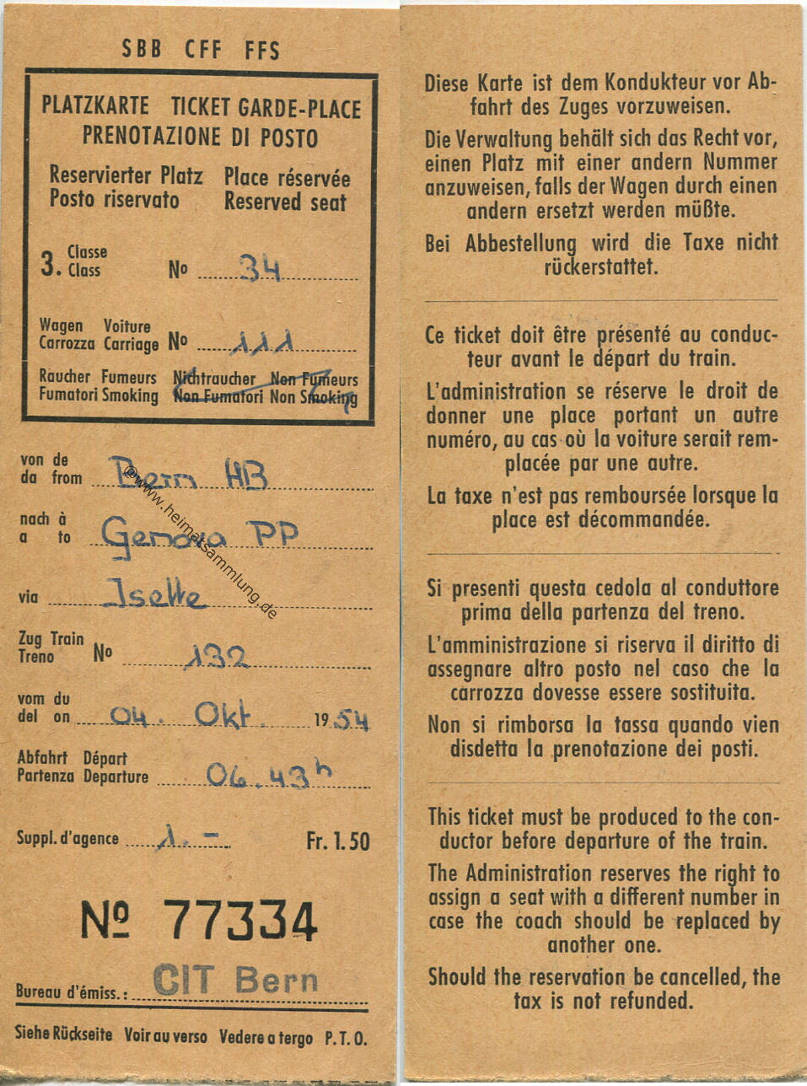 SBB CFF FFS
PLATZKARTE TICKET GARDE-PLACE
PRENOTAZIONE DI POSTO
Reservierter Platz Place réservée
Posto riservato Reserved seat
3. Classe
Class No 34
Wagen Voiture
Carrozza Carriage No 111
Raucher Fumeurs Nichtraucher Non Fumeurs
Fumatori Smoking Non Fumatori Non Smoking
von de
da from Bern HB
nach à
a to Genova PP
via Iselle
Zug Train
Treno No 132
vom du
del on 04. Okt. 1954
Abfahrt Départ
Partenza Departure 06.43h
Suppl. d'agence 1.- Fr. 1.50
No 77334
Bureau d'émiss.: CIT Bern
Siehe Rückseite Voir au verso Vedere a tergo P.T.O.
@www.heimatsammlung.de
Diese Karte ist dem Kondukteur vor Ab-
fahrt des Zuges vorzuweisen.
Die Verwaltung behält sich das Recht vor,
einen Platz mit einer andern Nummer
anzuweisen, falls der Wagen durch einen
andern ersetzt werden müßte.
Bei Abbestellung wird die Taxe nicht
rückerstattet.
Ce ticket doit être présenté au conduc-
teur avant le départ du train.
L'administration se réserve le droit de
donner une place portant un autre
numéro, au cas où la voiture serait rem-
placée par une autre.
La taxe n'est pas remboursée lorsque la
place est décommandée.
Si presenti questa cedola al conduttore
prima della partenza del treno.
L'amministrazione si riserva il diritto di
assegnare altro posto nel caso che la
carrozza dovesse essere sostituita.
Non si rimborsa la tassa quando vien
disdetta la prenotazione dei posti.
This ticket must be produced to the con-
ductor before departure of the train.
The Administration reserves the right to
assign a seat with a different number in
case the coach should be replaced by
another one.
Should the reservation be cancelled, the
tax is not refunded.